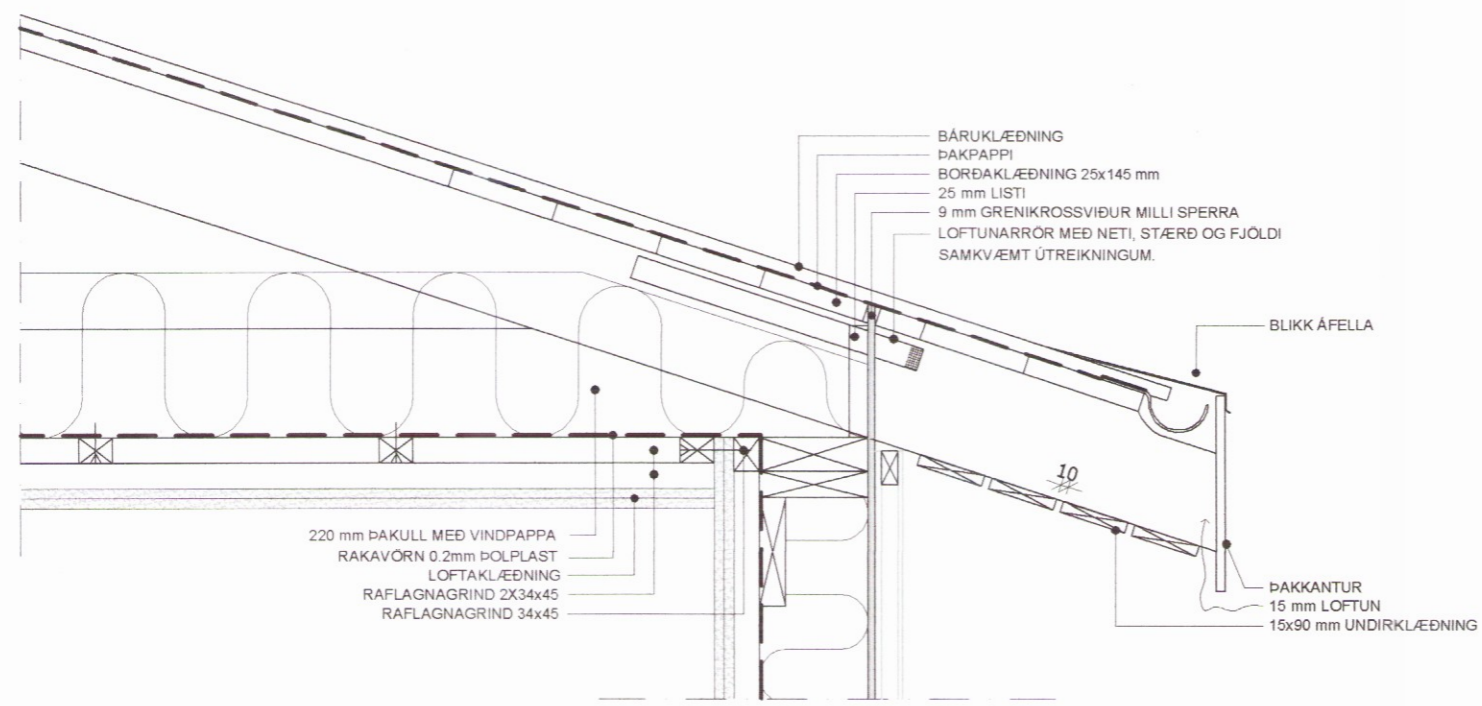 BÁRUKLÆÐNING
ÞAKPAPPI
BORÐAKLÆÐNING 25x145 mm
25 mm LISTI
9 mm GRENIKROSSVIÐUR MILLI SPERRA
LOFTUNARRÖR MEÐ NETI, STÆRÐ OG FJÖLDI
SAMKVÆMT ÚTREIKNINGUM.
BLIKK ÁFELLA
10
220 mm ÞAKULL MEÐ VINDPAPPA
RAKAVÖRN 0.2mm ÞOLPLAST
LOFTAKLÆÐNING
RAFLAGNAGRIND 2X34x45
RAFLAGNAGRIND 34x45
ÞAKKANTUR
15 mm LOFTUN
15x90 mm UNDIRKLÆÐNING